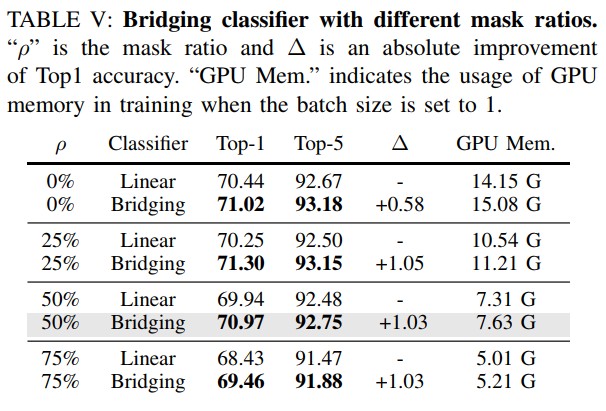 TABLE V: Bridging classifier with different mask ratios.
“ρ” is the mask ratio and Δ is an absolute improvement
of Top1 accuracy. “GPU Mem.” indicates the usage of GPU
memory in training when the batch size is set to 1.
ρ Classifier Top-1 Top-5 Δ GPU Mem.
0% Linear 70.44 92.67 - 14.15 G
0% Bridging 71.02 93.18 +0.58 15.08 G
25% Linear 70.25 92.50 - 10.54 G
25% Bridging 71.30 93.15 +1.05 11.21 G
50% Linear 69.94 92.48 - 7.31 G
50% Bridging 70.97 92.75 +1.03 7.63 G
75% Linear 68.43 91.47 - 5.01 G
75% Bridging 69.46 91.88 +1.03 5.21 G